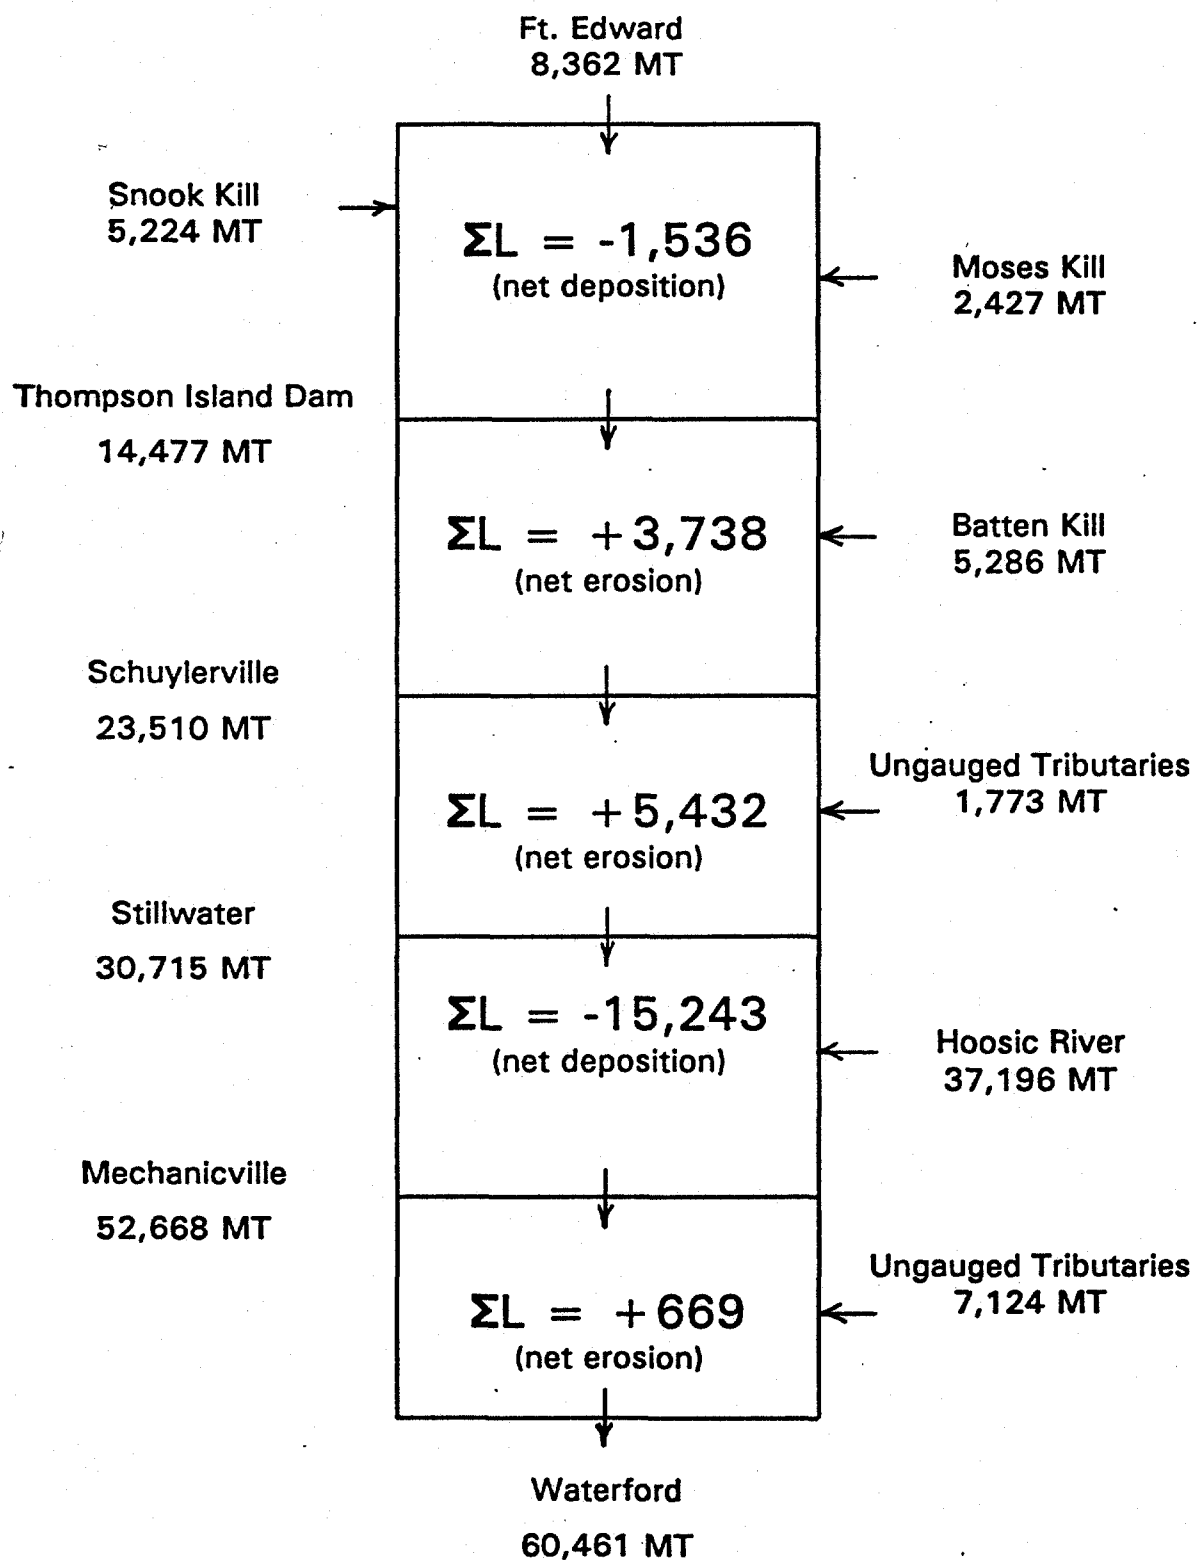 Ft. Edward
8,362 MT
Snook Kill
5,224 MT
ΣL = -1,536
(net deposition)
Moses Kill
2,427 MT
Thompson Island Dam
14,477 MT
ΣL = +3,738
(net erosion)
Batten Kill
5,286 MT
Schuylerville
23,510 MT
Ungauged Tributaries
1,773 MT
ΣL = +5,432
(net erosion)
Stillwater
30,715 MT
ΣL = -15,243
(net deposition)
Hoosic River
37,196 MT
Mechanicville
52,668 MT
Ungauged Tributaries
7,124 MT
ΣL = +669
(net erosion)
Waterford
60,461 MT